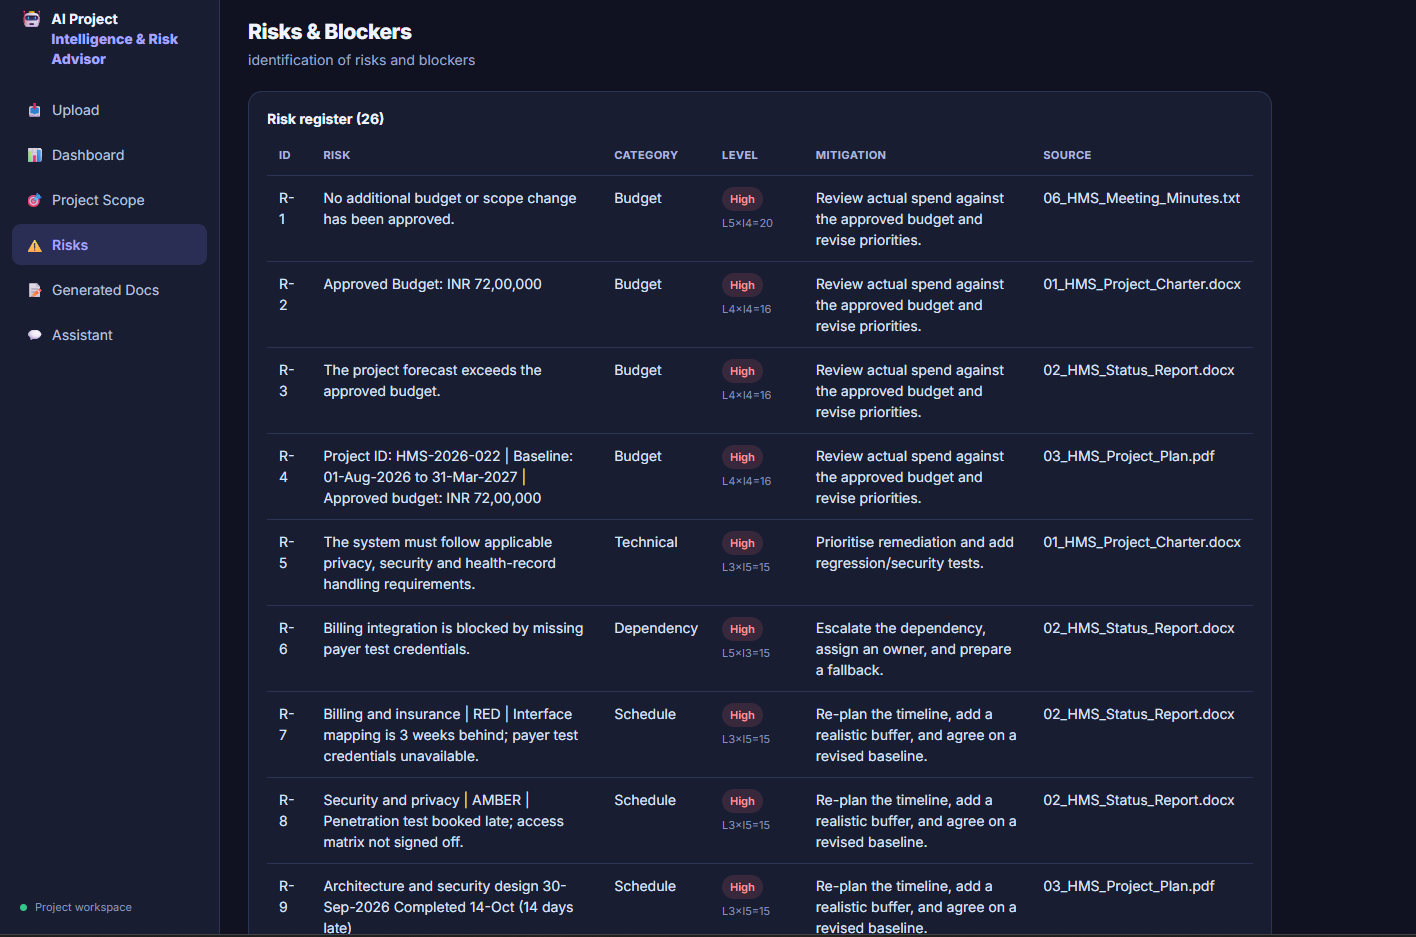 AI Project
Intelligence & Risk
Advisor
Upload
Dashboard
Project Scope
Risks
Generated Docs
Assistant
Project workspace
Risks & Blockers
identification of risks and blockers
Risk register (26)
ID RISK CATEGORY LEVEL MITIGATION SOURCE
R- No additional budget or scope change Budget High Review actual spend against 06_HMS_Meeting_Minutes.txt
1 has been approved. L5×I4=20 the approved budget and
revise priorities.
R- Approved Budget: INR 72,00,000 Budget High Review actual spend against 01_HMS_Project_Charter.docx
2 L4×I4=16 the approved budget and
revise priorities.
R- The project forecast exceeds the Budget High Review actual spend against 02_HMS_Status_Report.docx
3 approved budget. L4×I4=16 the approved budget and
revise priorities.
R- Project ID: HMS-2026-022 | Baseline: Budget High Review actual spend against 03_HMS_Project_Plan.pdf
4 01-Aug-2026 to 31-Mar-2027 | L4×I4=16 the approved budget and
Approved budget: INR 72,00,000 revise priorities.
R- The system must follow applicable Technical High Prioritise remediation and add 01_HMS_Project_Charter.docx
5 privacy, security and health-record L3×I5=15 regression/security tests.
handling requirements.
R- Billing integration is blocked by missing Dependency High Escalate the dependency, 02_HMS_Status_Report.docx
6 payer test credentials. L5×I3=15 assign an owner, and prepare
a fallback.
R- Billing and insurance | RED | Interface Schedule High Re-plan the timeline, add a 02_HMS_Status_Report.docx
7 mapping is 3 weeks behind; payer test L3×I5=15 realistic buffer, and agree on a
credentials unavailable. revised baseline.
R- Security and privacy | AMBER | Schedule High Re-plan the timeline, add a 02_HMS_Status_Report.docx
8 Penetration test booked late; access L3×I5=15 realistic buffer, and agree on a
matrix not signed off. revised baseline.
R- Architecture and security design 30- Schedule High Re-plan the timeline, add a 03_HMS_Project_Plan.pdf
9 Sep-2026 Completed 14-Oct (14 days L3×I5=15 realistic buffer, and agree on a
late) revised baseline.